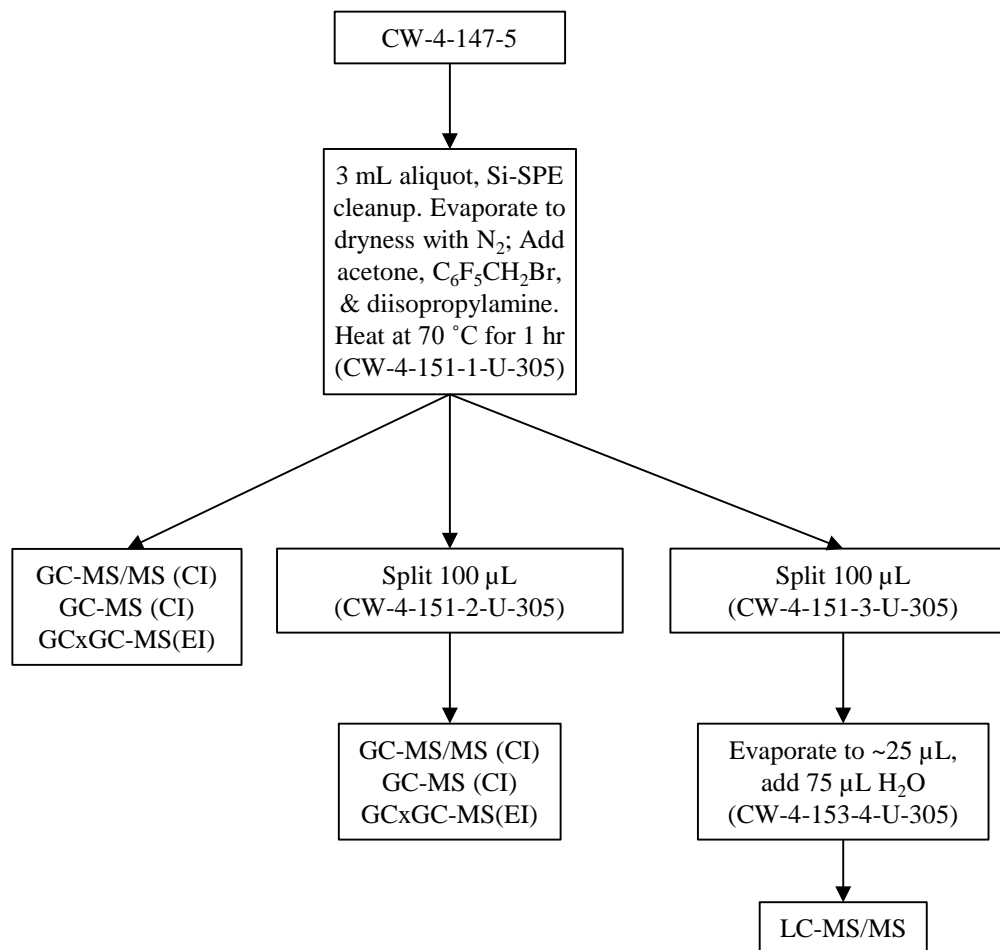 CW-4-147-5
3 mL aliquot, Si-SPE
cleanup. Evaporate to
dryness with N₂; Add
acetone, C₆F₅CH₂Br,
& diisopropylamine.
Heat at 70 ˚C for 1 hr
(CW-4-151-1-U-305)
GC-MS/MS (CI)
GC-MS (CI)
GCxGC-MS(EI)
Split 100 µL
(CW-4-151-2-U-305)
Split 100 µL
(CW-4-151-3-U-305)
GC-MS/MS (CI)
GC-MS (CI)
GCxGC-MS(EI)
Evaporate to ~25 µL,
add 75 µL H₂O
(CW-4-153-4-U-305)
LC-MS/MS